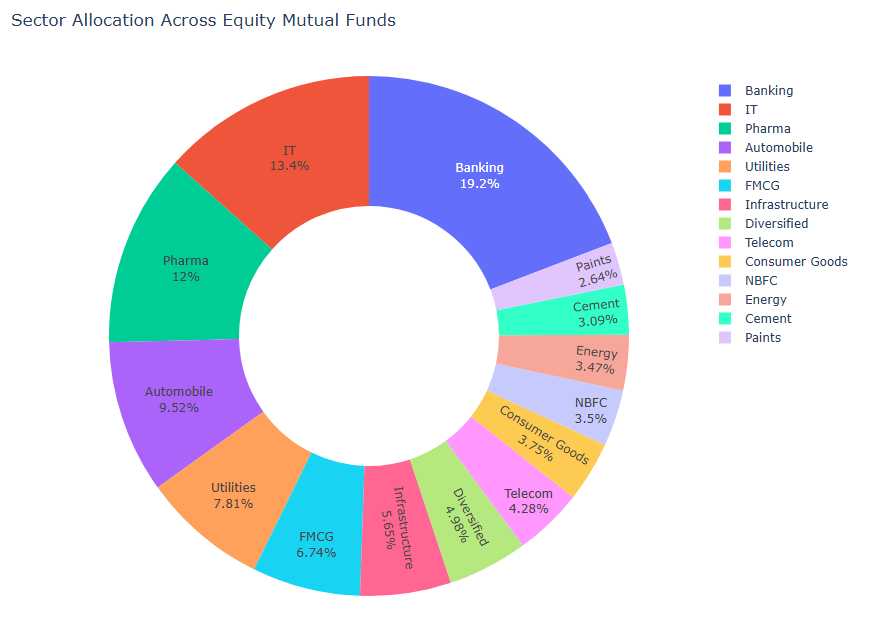 Sector Allocation Across Equity Mutual Funds
Banking
19.2%
IT
13.4%
Pharma
12%
Automobile
9.52%
Utilities
7.81%
FMCG
6.74%
Infrastructure
5.65%
Diversified
4.98%
Telecom
4.28%
Consumer Goods
3.75%
NBFC
3.5%
Energy
3.47%
Cement
3.09%
Paints
2.64%
Banking
IT
Pharma
Automobile
Utilities
FMCG
Infrastructure
Diversified
Telecom
Consumer Goods
NBFC
Energy
Cement
Paints